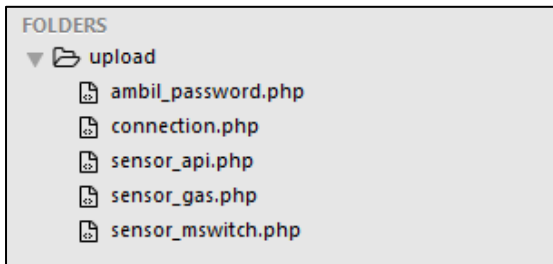 FOLDERS
upload
ambil_password.php
connection.php
sensor_api.php
sensor_gas.php
sensor_mswitch.php